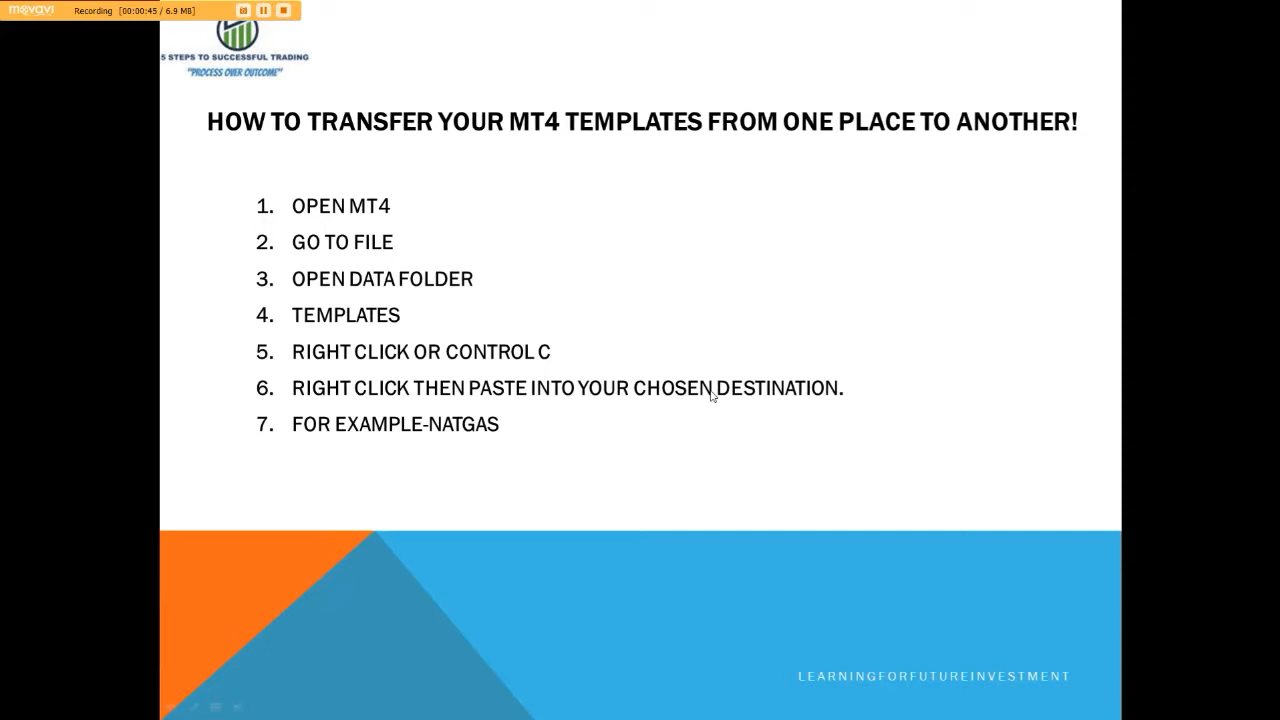 movavi Recording [00:00:45 / 6.9 MB]
5 STEPS TO SUCCESSFUL TRADING
"PROCESS OVER OUTCOME"
HOW TO TRANSFER YOUR MT4 TEMPLATES FROM ONE PLACE TO ANOTHER!
1. OPEN MT4
2. GO TO FILE
3. OPEN DATA FOLDER
4. TEMPLATES
5. RIGHT CLICK OR CONTROL C
6. RIGHT CLICK THEN PASTE INTO YOUR CHOSEN DESTINATION.
7. FOR EXAMPLE-NATGAS
LEARNINGFORFUTUREINVESTMENT